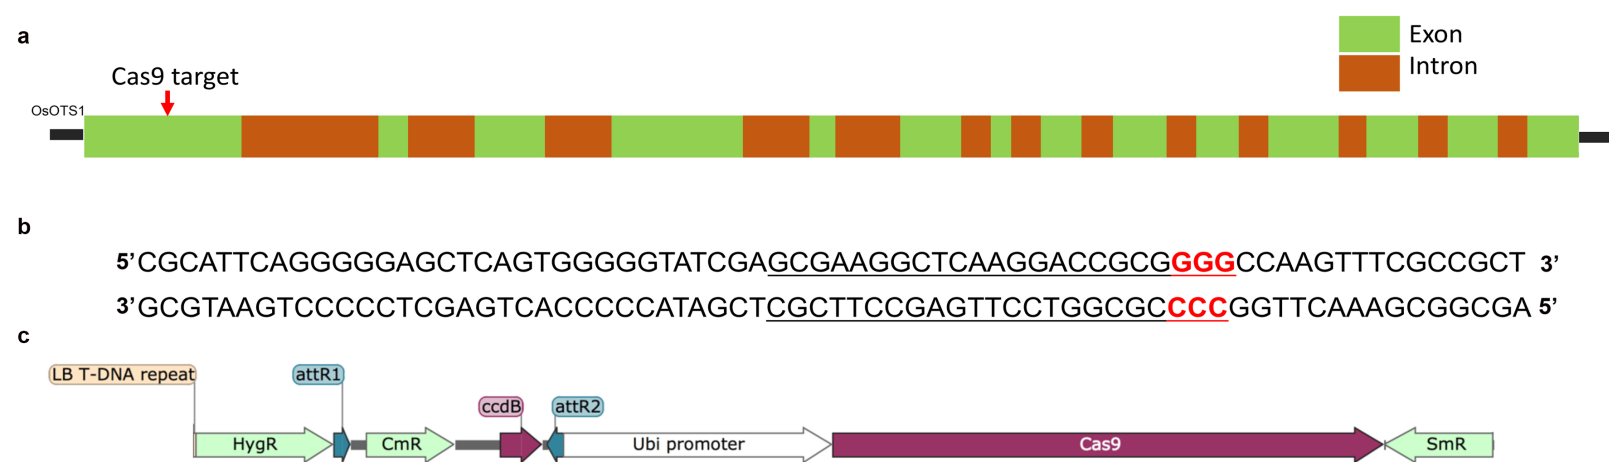 a
Exon
Intron
Cas9 target
OsOTS1
b
5’CGCATTCAGGGGGAGCTCAGTGGGGGTATCGAGCGAAGGCTCAAGGACCGCGGGGCCAAGTTTCGCCGCT 3’
3’GCGTAAGTCCCCCTCGAGTCACCCCCATAGCTCGCTTCCGAGTTCCTGGCGCCCCGGTTCAAAGCGGCGA 5’
c
LB T-DNA repeat
attR1
ccdB
attR2
HygR
CmR
Ubi promoter
Cas9
SmR